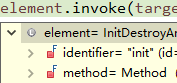 element.invoke(targe
element= InitDestroyAn
identifier= "init" (id=
method= Method (